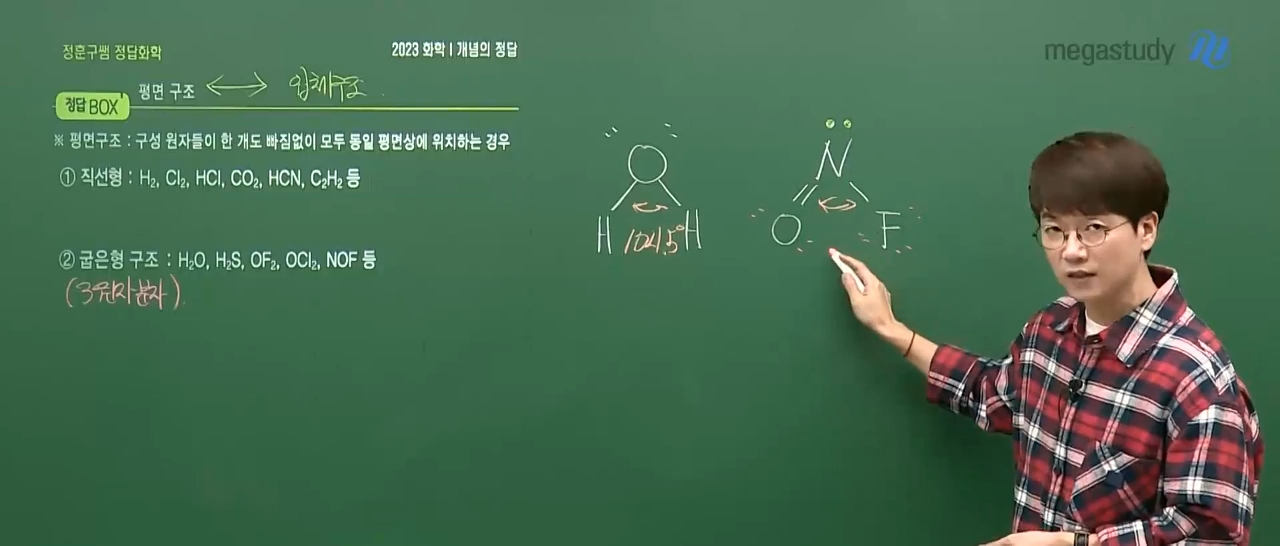 정훈구쌤 정답화학
2023 화학Ⅰ개념의 정답
megastudy
정답 BOX
평면 구조 ⟷ 입체구조
※ 평면구조 : 구성 원자들이 한 개도 빠짐없이 모두 동일 평면상에 위치하는 경우
① 직선형 : H₂, Cl₂, HCl, CO₂, HCN, C₂H₂ 등
② 굽은형 구조 : H₂O, H₂S, OF₂, OCl₂, NOF 등
(3원자분자).
O
H 104.5° H
N
O F